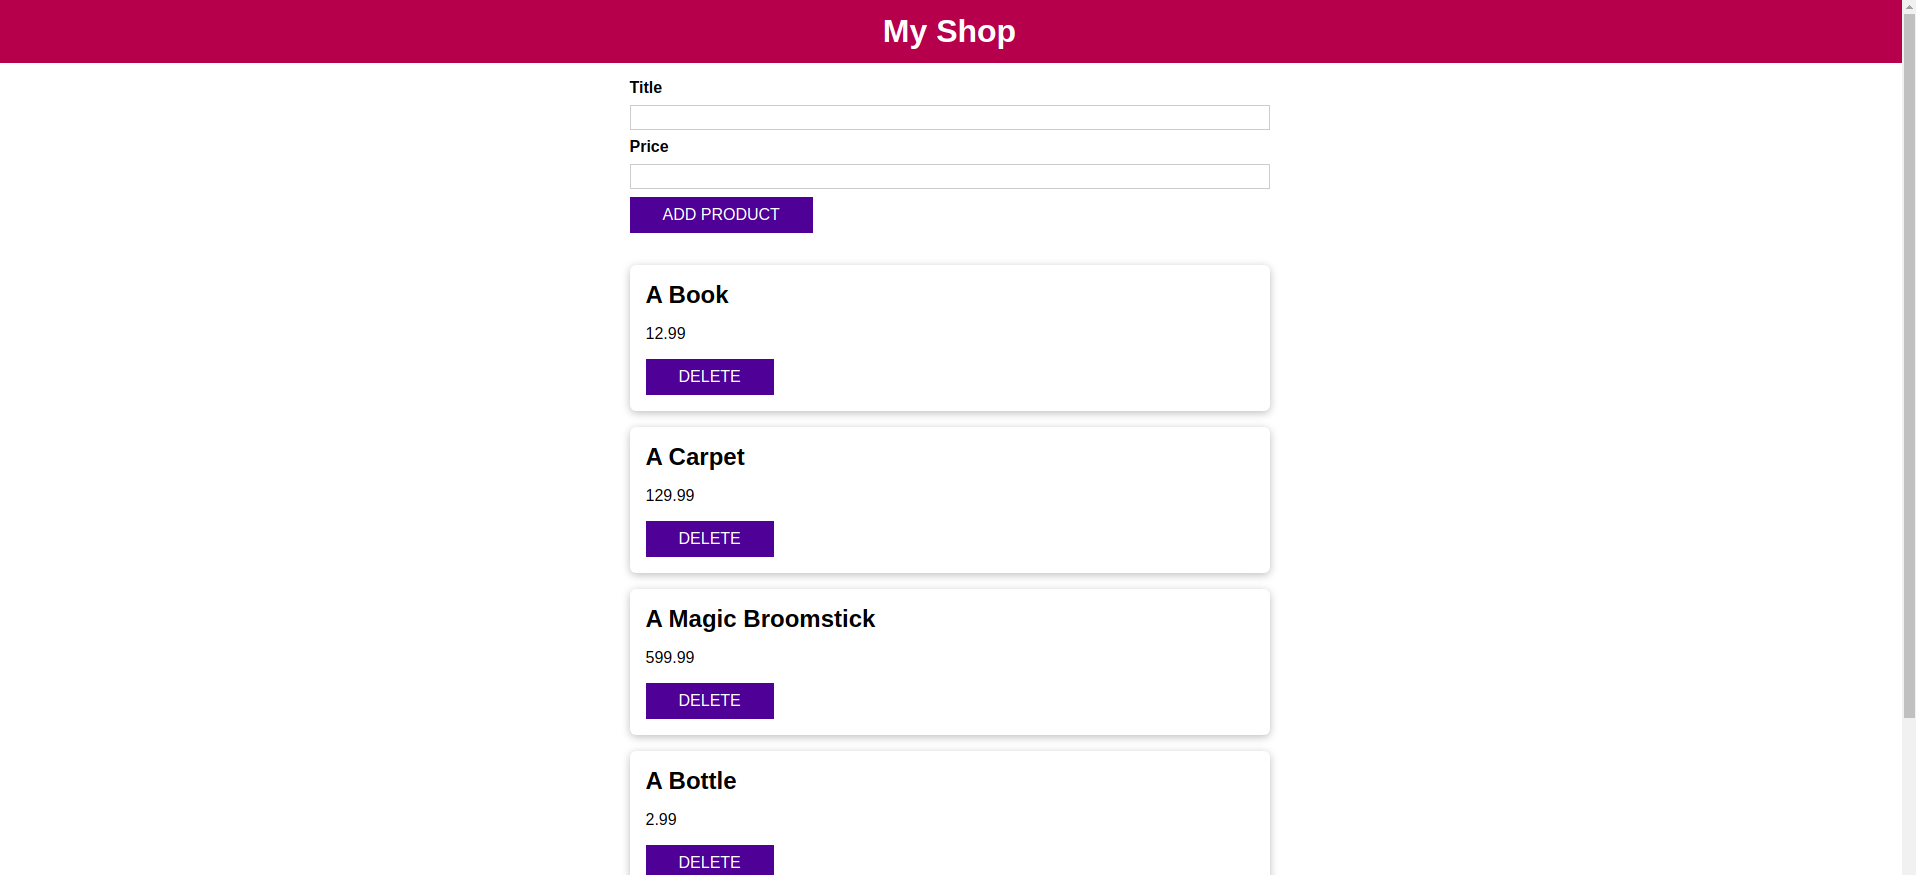 My Shop
Title
Price
ADD PRODUCT
A Book
12.99
DELETE
A Carpet
129.99
DELETE
A Magic Broomstick
599.99
DELETE
A Bottle
2.99
DELETE